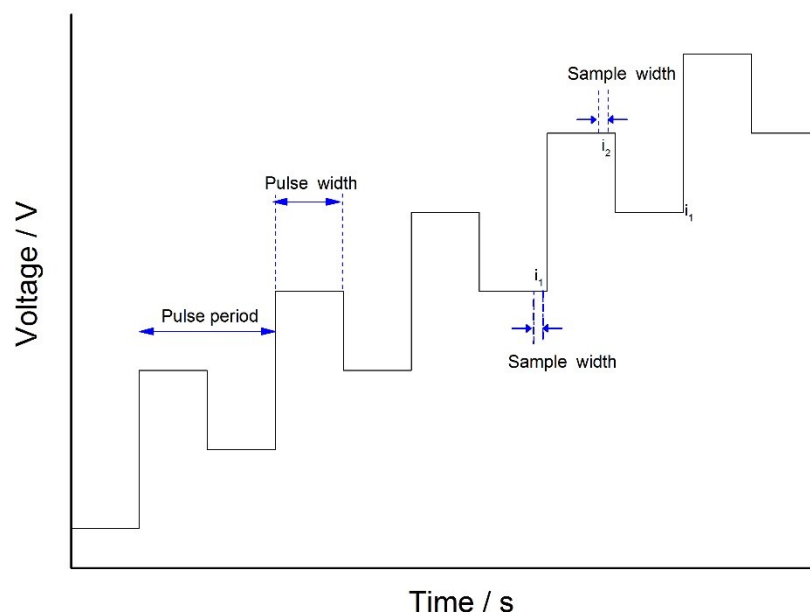 Sample width
i₂
Pulse width
i₁
Voltage / V
i₁
Pulse period
Sample width
Time / s